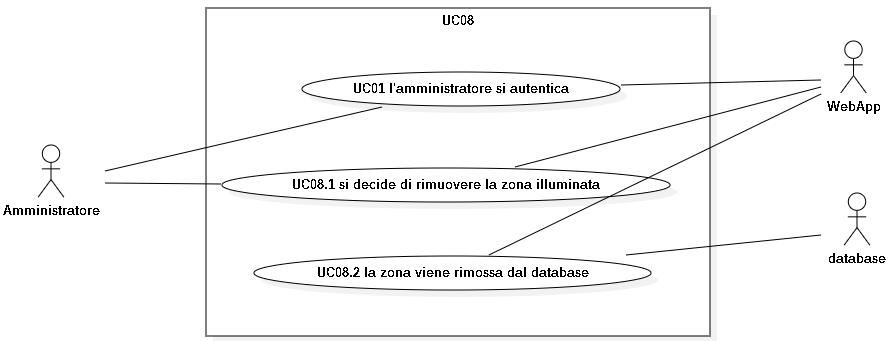 UC08
UC01 l'amministratore si autentica
WebApp
UC08.1 si decide di rimuovere la zona illuminata
Amministratore
UC08.2 la zona viene rimossa dal database
database